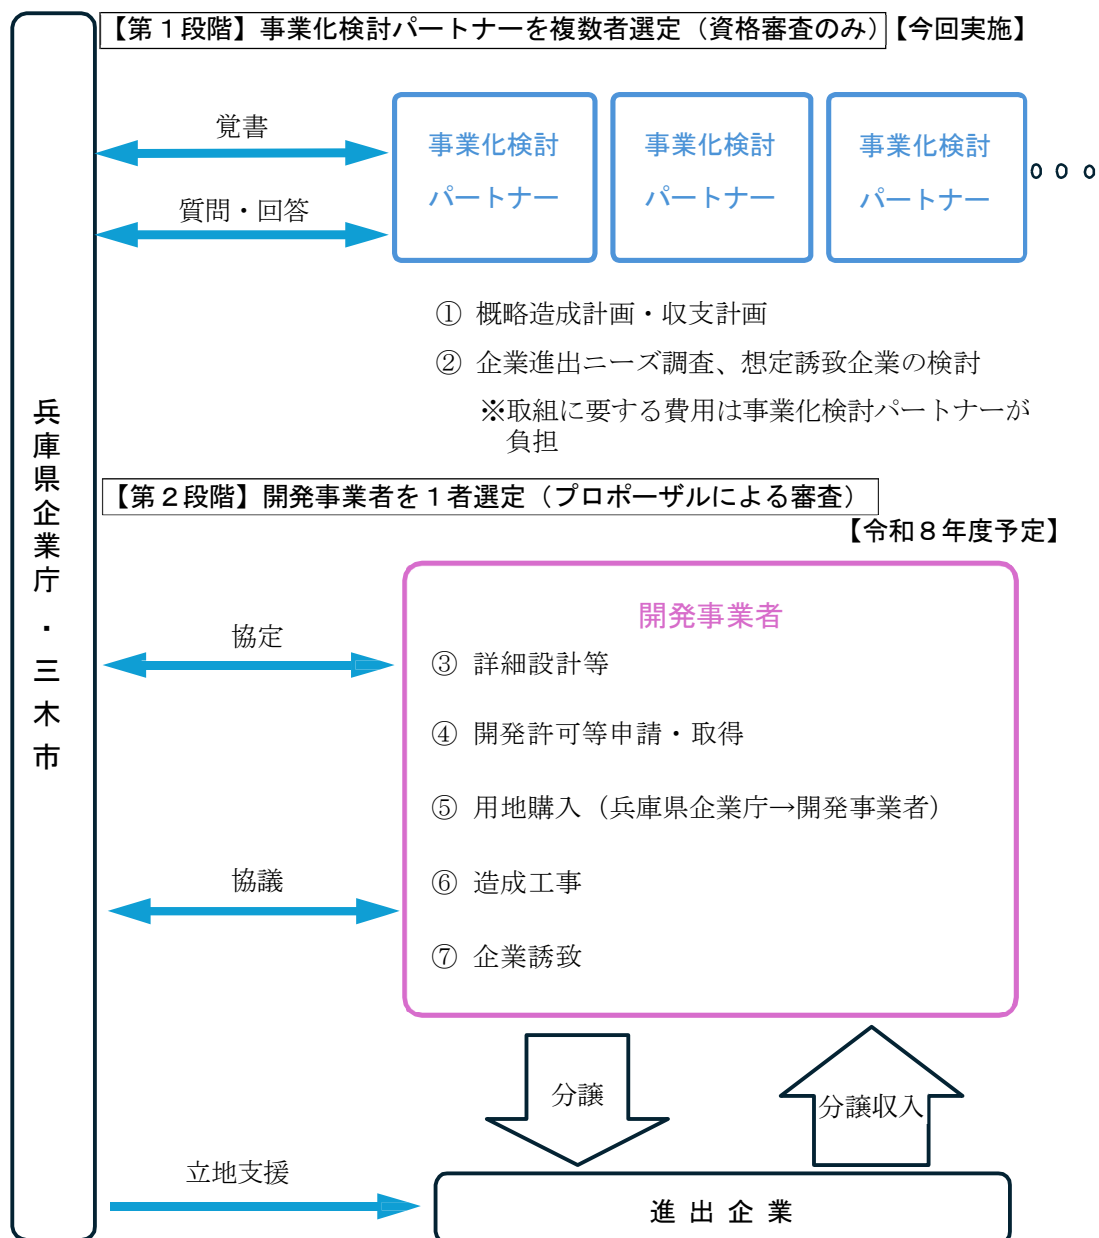 【第１段階】事業化検討パートナーを複数者選定（資格審査のみ）【今回実施】
覚書
質問・回答
事業化検討
パートナー
事業化検討
パートナー
事業化検討
パートナー
① 概略造成計画・収支計画
② 企業進出ニーズ調査、想定誘致企業の検討
※取組に要する費用は事業化検討パートナーが
負担
兵庫県企業庁・三木市
【第２段階】開発事業者を１者選定（プロポーザルによる審査）
【令和８年度予定】
開発事業者
協定
③ 詳細設計等
④ 開発許可等申請・取得
⑤ 用地購入（兵庫県企業庁→開発事業者）
協議
⑥ 造成工事
⑦ 企業誘致
分譲
分譲収入
立地支援
進出企業